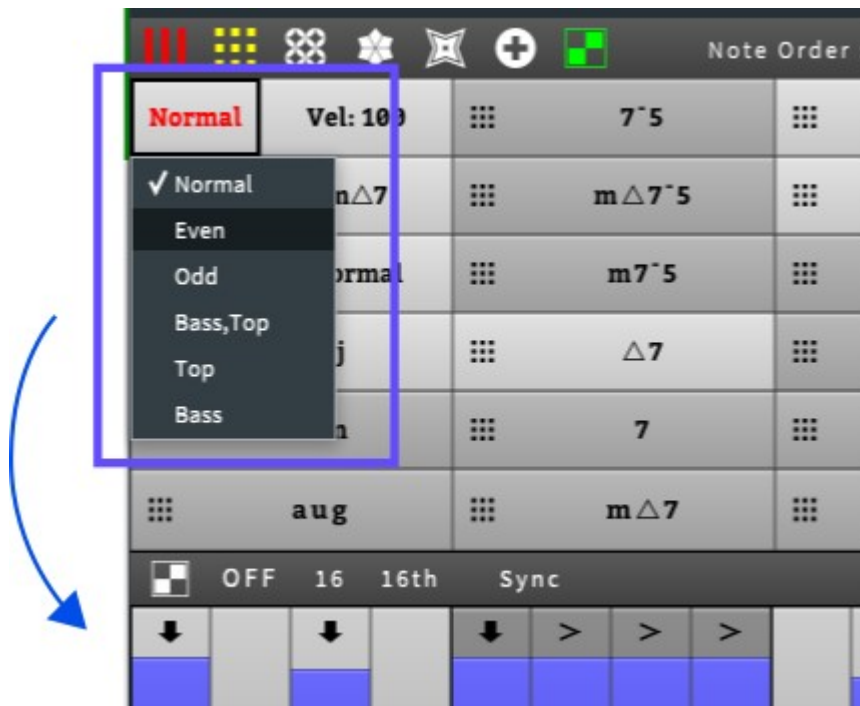 Note Order
Normal Vel: 100 7⁻5
Normal
n△7 m△7⁻5
Even
Odd
ormal m7⁻5
Bass,Top
j △7
Top
Bass
n 7
aug m△7
OFF 16 16th Sync
> > >